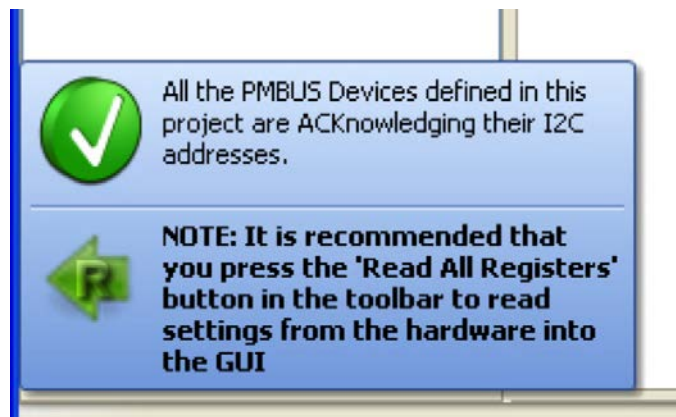 All the PMBUS Devices defined in this
project are ACKnowledging their I2C
addresses.
R
NOTE: It is recommended that
you press the 'Read All Registers'
button in the toolbar to read
settings from the hardware into
the GUI